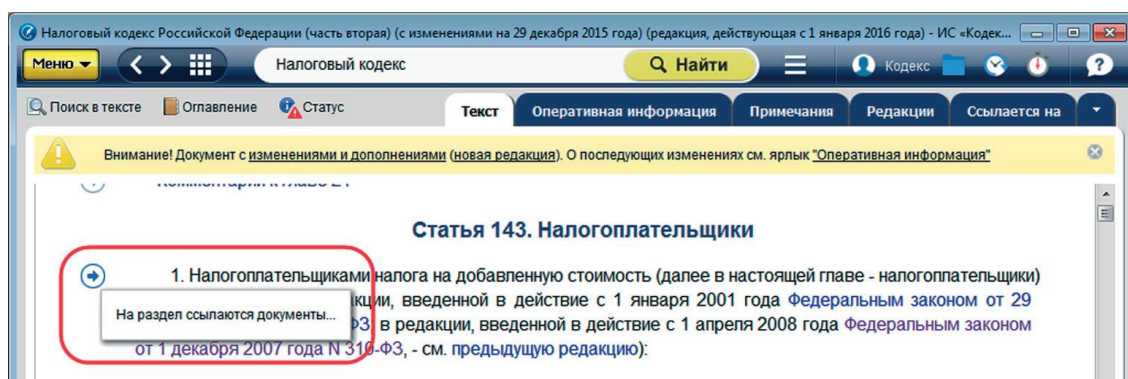 Налоговый кодекс Российской Федерации (часть вторая) (с изменениями на 29 декабря 2015 года) (редакция, действующая с 1 января 2016 года) - ИС «Кодек...
Меню Налоговый кодекс Найти Кодекс ?
Поиск в тексте Оглавление Статус Текст Оперативная информация Примечания Редакции Ссылается на
Внимание! Документ с изменениями и дополнениями (новая редакция). О последующих изменениях см. ярлык "Оперативная информация"
Статья 143. Налогоплательщики
1. Налогоплательщиками налога на добавленную стоимость (далее в настоящей главе - налогоплательщики)
кции, введенной в действие с 1 января 2001 года Федеральным законом от 29
На раздел ссылаются документы...
ФЗ; в редакции, введенной в действие с 1 апреля 2008 года Федеральным законом
от 1 декабря 2007 года N 310-ФЗ, - см. предыдущую редакцию):